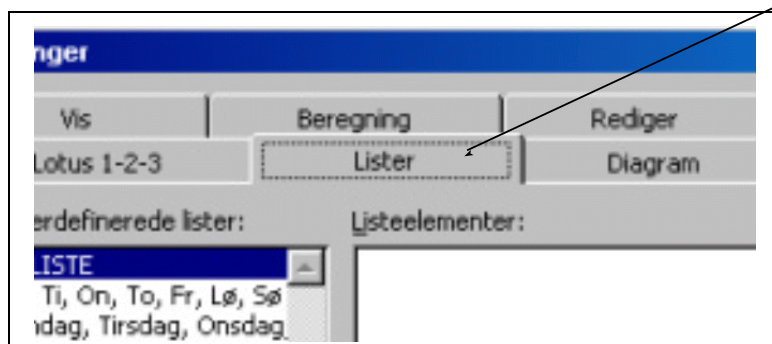 nger
Vis Beregning Rediger
Lotus 1-2-3 Lister Diagram
erdefinerede lister: Listeelementer:
LISTE
Ti, On, To, Fr, Lø, Sø
ndag, Tirsdag, Onsdag